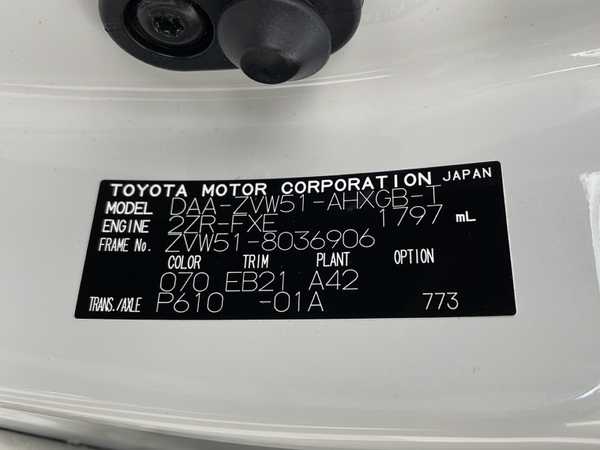 TOYOTA MOTOR CORPORATION JAPAN
MODEL DAA-ZVW51-AHXGB-I
ENGINE 2ZR-FXE 1797 mL
FRAME No. ZVW51-8036906
COLOR TRIM PLANT OPTION
070 EB21 A42
TRANS./AXLE P610 -01A 773